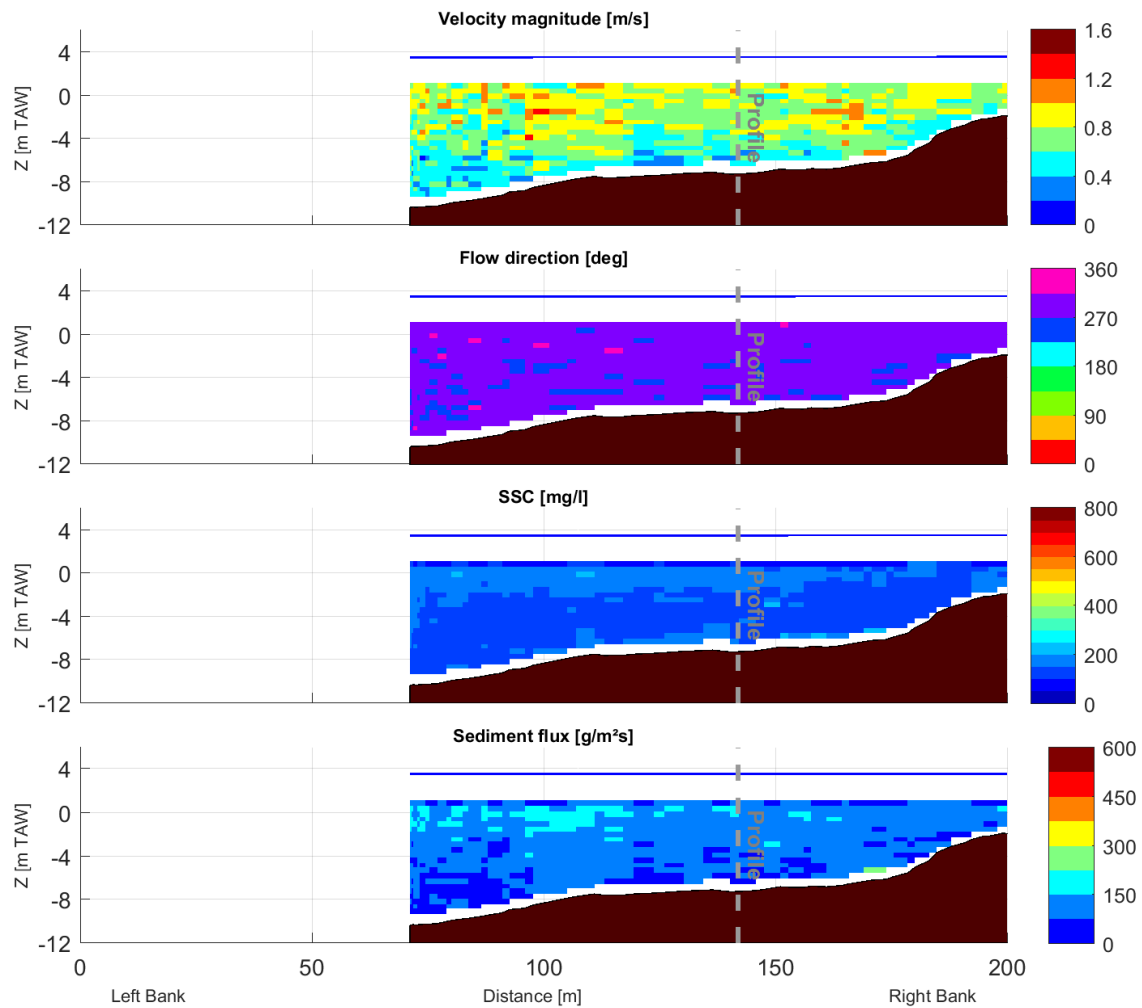 Velocity magnitude [m/s]
Z [m TAW]
4
0
-4
-8
-12
Profile
1.6
1.2
0.8
0.4
0
Flow direction [deg]
Z [m TAW]
4
0
-4
-8
-12
Profile
360
270
180
90
0
SSC [mg/l]
Z [m TAW]
4
0
-4
-8
-12
Profile
800
600
400
200
0
Sediment flux [g/m²s]
Z [m TAW]
4
0
-4
-8
-12
Profile
600
450
300
150
0
0 50 100 150 200
Left Bank Distance [m] Right Bank